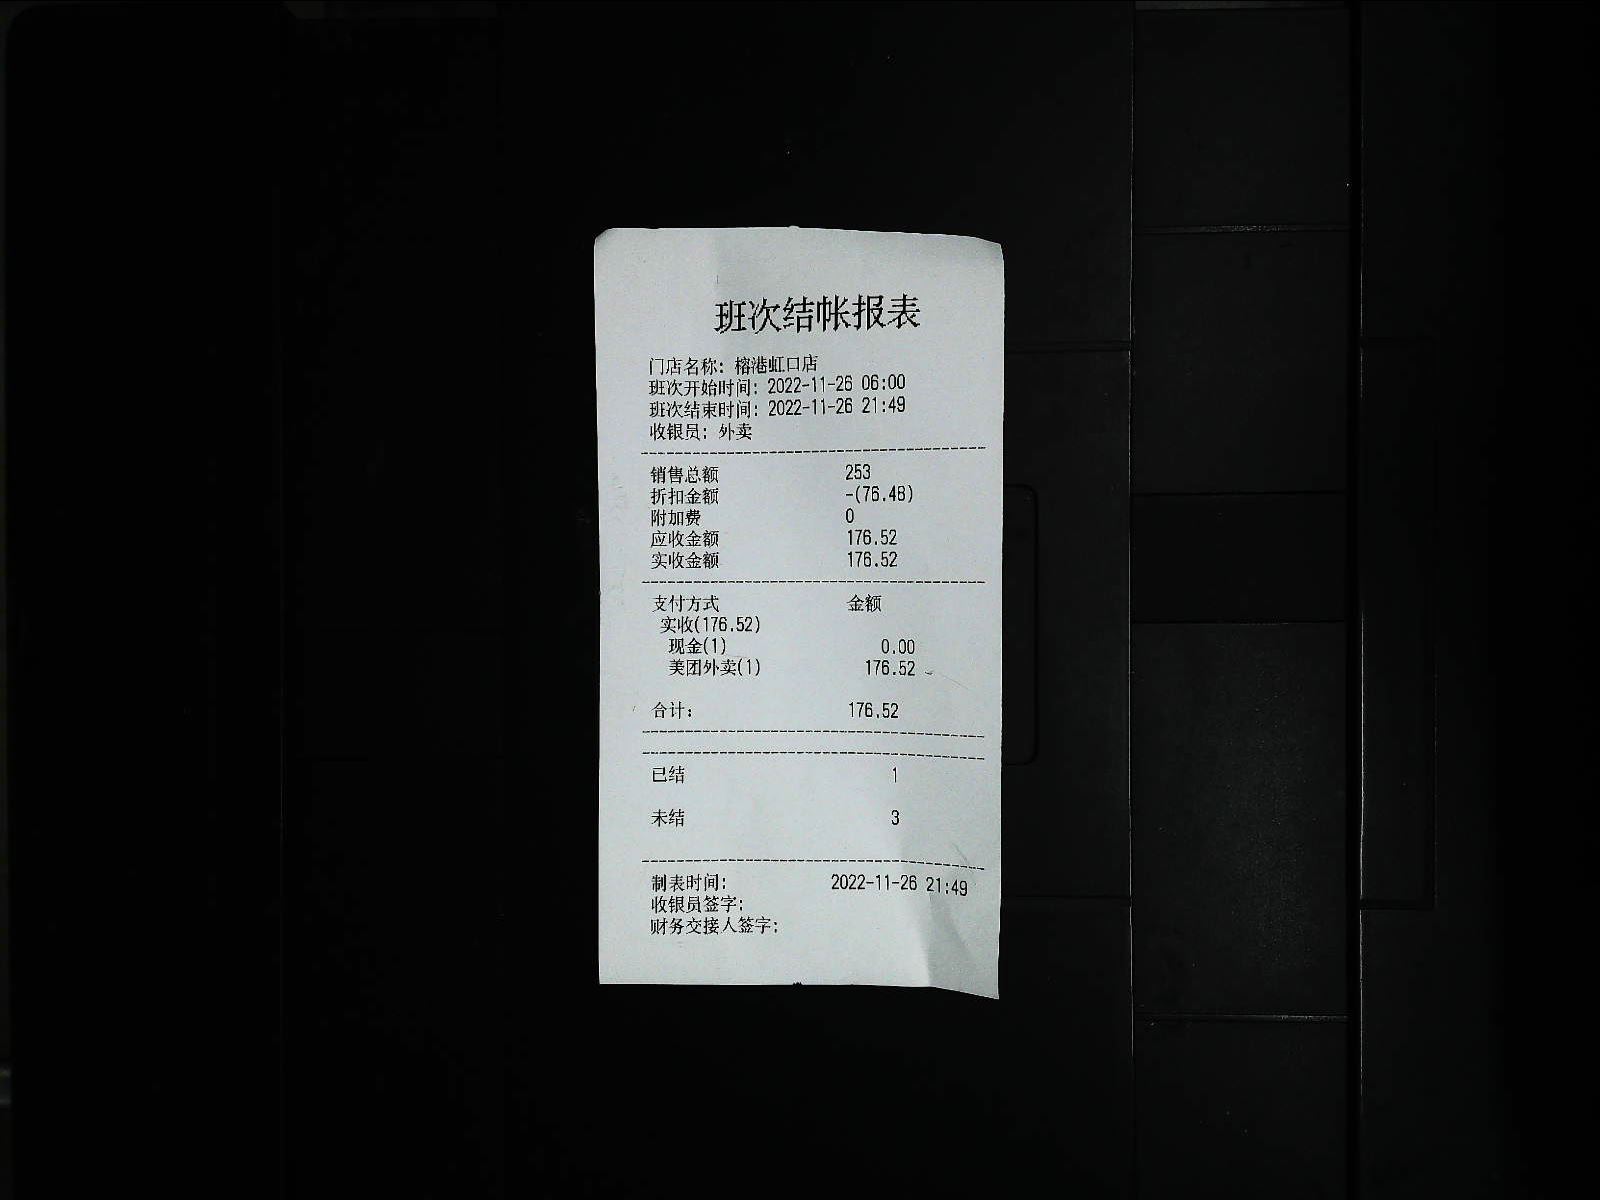 班次结帐报表
门店名称: 榕港虹口店
班次开始时间: 2022-11-26 06:00
班次结束时间: 2022-11-26 21:49
收银员: 外卖
销售总额 253
折扣金额 -(76.48)
附加费 0
应收金额 176.52
实收金额 176.52
支付方式 金额
实收(176.52)
现金(1) 0.00
美团外卖(1) 176.52
合计: 176.52
已结 1
未结 3
制表时间: 2022-11-26 21:49
收银员签字:
财务交接人签字: